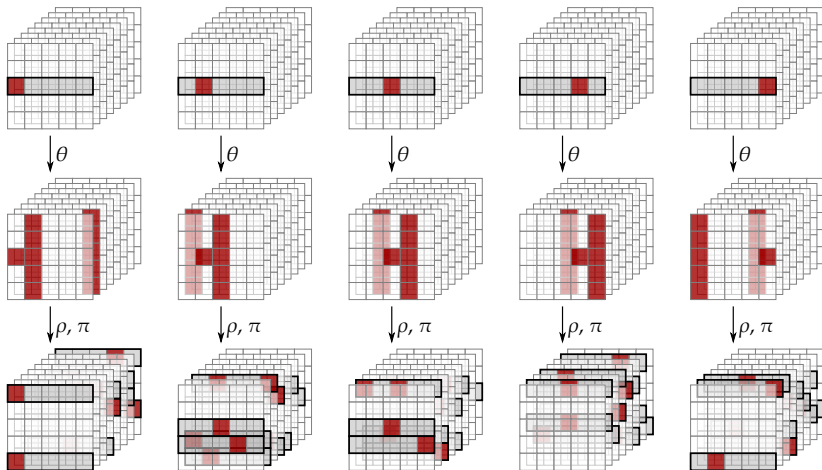 θ θ θ θ θ
ρ, π ρ, π ρ, π ρ, π ρ, π